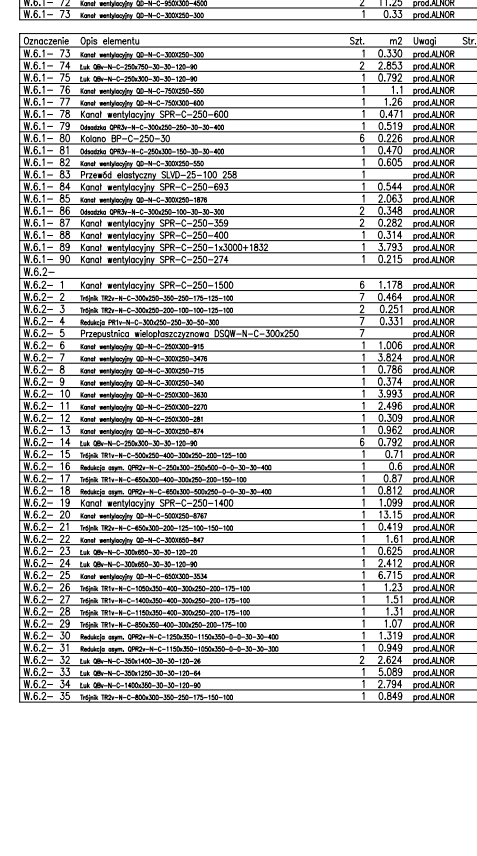 W.6.1- 72 Kanał wentylacyjny QD-N-C-950X300-4500 2 11.25 prod.ALNOR
W.6.1- 73 Kanał wentylacyjny QD-N-C-300X250-300 1 0.33 prod.ALNOR
Oznaczenie Opis elementu Szt. m2 Uwagi Str.
W.6.1- 73 Kanał wentylacyjny QD-N-C-300X250-300 1 0.330 prod.ALNOR
W.6.1- 74 Łuk QBv-N-C-250x750-30-30-120-90 2 2.853 prod.ALNOR
W.6.1- 75 Łuk QBv-N-C-250x300-30-30-120-90 1 0.792 prod.ALNOR
W.6.1- 76 Kanał wentylacyjny QD-N-C-750X250-550 1 1.1 prod.ALNOR
W.6.1- 77 Kanał wentylacyjny QD-N-C-750X300-600 1 1.26 prod.ALNOR
W.6.1- 78 Kanał wentylacyjny SPR-C-250-600 1 0.471 prod.ALNOR
W.6.1- 79 Odsadzka QPR3v-N-C-300x250-250-30-30-400 1 0.519 prod.ALNOR
W.6.1- 80 Kolano BP-C-250-30 6 0.226 prod.ALNOR
W.6.1- 81 Odsadzka QPR3v-N-C-250x300-150-30-30-400 1 0.470 prod.ALNOR
W.6.1- 82 Kanał wentylacyjny QD-N-C-300X250-550 1 0.605 prod.ALNOR
W.6.1- 83 Przewód elastyczny SLVD-25-100 258 1 prod.ALNOR
W.6.1- 84 Kanał wentylacyjny SPR-C-250-693 1 0.544 prod.ALNOR
W.6.1- 85 Kanał wentylacyjny QD-N-C-300X250-1876 1 2.063 prod.ALNOR
W.6.1- 86 Odsadzka QPR3v-N-C-300x250-100-30-30-300 2 0.348 prod.ALNOR
W.6.1- 87 Kanał wentylacyjny SPR-C-250-359 2 0.282 prod.ALNOR
W.6.1- 88 Kanał wentylacyjny SPR-C-250-400 1 0.314 prod.ALNOR
W.6.1- 89 Kanał wentylacyjny SPR-C-250-1x3000+1832 1 3.793 prod.ALNOR
W.6.1- 90 Kanał wentylacyjny SPR-C-250-274 1 0.215 prod.ALNOR
W.6.2-
W.6.2- 1 Kanał wentylacyjny SPR-C-250-1500 6 1.178 prod.ALNOR
W.6.2- 2 Trójnik TR2v-N-C-300x250-350-250-175-125-100 7 0.464 prod.ALNOR
W.6.2- 3 Trójnik TR2v-N-C-300x250-200-100-100-125-100 2 0.251 prod.ALNOR
W.6.2- 4 Redukcja PR1v-N-C-300x250-250-30-50-300 7 0.331 prod.ALNOR
W.6.2- 5 Przepustnica wielopłaszczyznowa DSQW-N-C-300x250 7 prod.ALNOR
W.6.2- 6 Kanał wentylacyjny QD-N-C-250X300-915 1 1.006 prod.ALNOR
W.6.2- 7 Kanał wentylacyjny QD-N-C-300X250-3476 1 3.824 prod.ALNOR
W.6.2- 8 Kanał wentylacyjny QD-N-C-300X250-715 1 0.786 prod.ALNOR
W.6.2- 9 Kanał wentylacyjny QD-N-C-300X250-340 1 0.374 prod.ALNOR
W.6.2- 10 Kanał wentylacyjny QD-N-C-250X300-3630 1 3.993 prod.ALNOR
W.6.2- 11 Kanał wentylacyjny QD-N-C-300X250-2270 1 2.496 prod.ALNOR
W.6.2- 12 Kanał wentylacyjny QD-N-C-300X250-281 1 0.309 prod.ALNOR
W.6.2- 13 Kanał wentylacyjny QD-N-C-300X250-874 1 0.962 prod.ALNOR
W.6.2- 14 Łuk QBv-N-C-250x300-30-30-120-90 6 0.792 prod.ALNOR
W.6.2- 15 Trójnik TR1v-N-C-500x250-400-300x250-200-125-100 1 0.71 prod.ALNOR
W.6.2- 16 Redukcja asym. QPR2v-N-C-250x300-250x500-0-0-30-30-400 1 0.6 prod.ALNOR
W.6.2- 17 Trójnik TR1v-N-C-650x300-400-300x250-200-150-100 1 0.87 prod.ALNOR
W.6.2- 18 Redukcja asym. QPR2v-N-C-650x300-500x250-0-0-30-30-400 1 0.812 prod.ALNOR
W.6.2- 19 Kanał wentylacyjny SPR-C-250-1400 1 1.099 prod.ALNOR
W.6.2- 20 Kanał wentylacyjny QD-N-C-500X250-8767 1 13.15 prod.ALNOR
W.6.2- 21 Trójnik TR2v-N-C-650x300-200-125-100-150-100 1 0.419 prod.ALNOR
W.6.2- 22 Kanał wentylacyjny QD-N-C-300X650-847 1 1.61 prod.ALNOR
W.6.2- 23 Łuk QBv-N-C-300x650-30-30-120-20 1 0.625 prod.ALNOR
W.6.2- 24 Łuk QBv-N-C-300x650-30-30-120-90 1 2.412 prod.ALNOR
W.6.2- 25 Kanał wentylacyjny QD-N-C-650X300-3534 1 6.715 prod.ALNOR
W.6.2- 26 Trójnik TR1v-N-C-1050x350-400-300x250-200-175-100 1 1.23 prod.ALNOR
W.6.2- 27 Trójnik TR1v-N-C-1400x350-400-300x250-200-175-100 1 1.51 prod.ALNOR
W.6.2- 28 Trójnik TR1v-N-C-1150x350-400-300x250-200-175-100 1 1.31 prod.ALNOR
W.6.2- 29 Trójnik TR1v-N-C-850x350-400-300x250-200-175-100 1 1.07 prod.ALNOR
W.6.2- 30 Redukcja asym. QPR2v-N-C-1250x350-1150x350-0-0-30-30-400 1 1.319 prod.ALNOR
W.6.2- 31 Redukcja asym. QPR2v-N-C-1150x350-1050x350-0-0-30-30-300 1 0.949 prod.ALNOR
W.6.2- 32 Łuk QBv-N-C-350x1400-30-30-120-26 2 2.624 prod.ALNOR
W.6.2- 33 Łuk QBv-N-C-350x1250-30-30-120-64 1 5.089 prod.ALNOR
W.6.2- 34 Łuk QBv-N-C-1400x350-30-30-120-90 1 2.794 prod.ALNOR
W.6.2- 35 Trójnik TR2v-N-C-800x300-350-250-175-150-100 1 0.849 prod.ALNOR